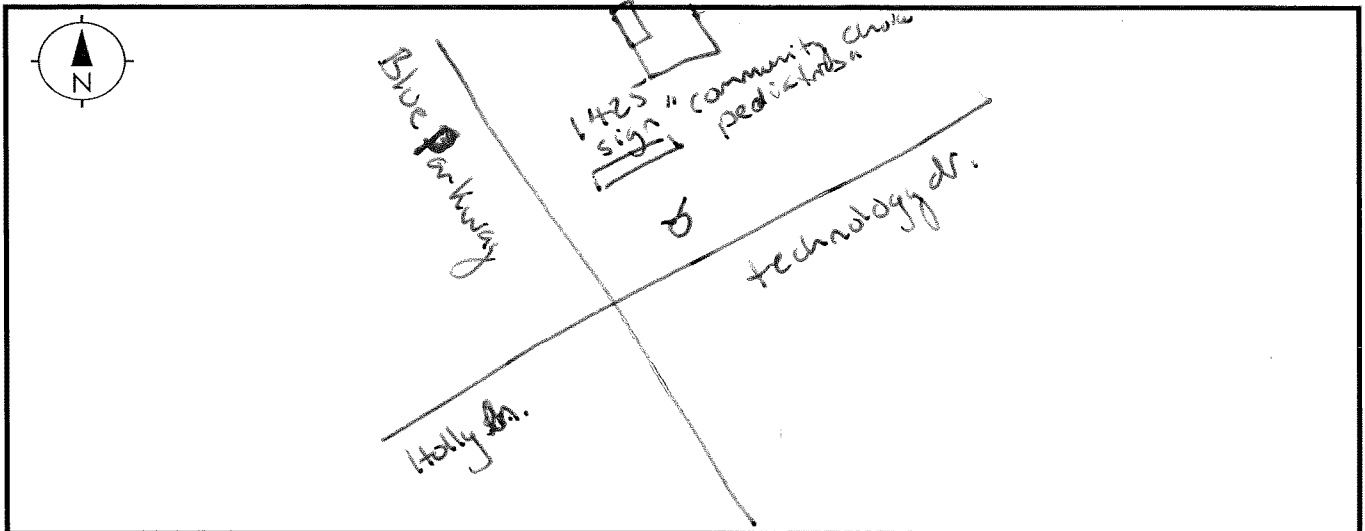 N
Blue Parkway
1425 "community choice
sign pediatrics"
technology dr.
Holly